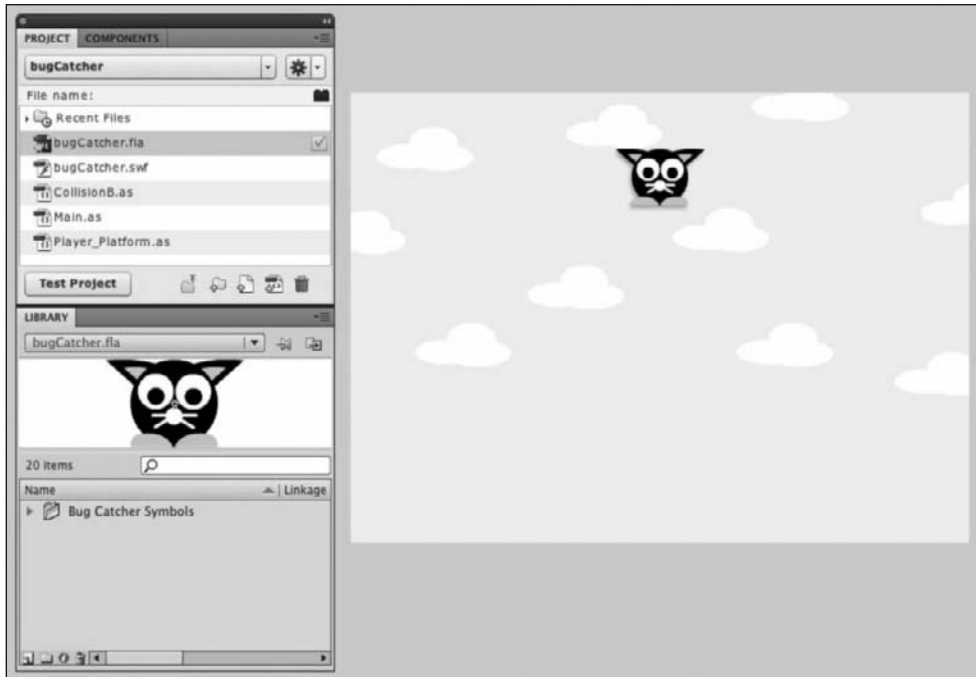 PROJECT COMPONENTS
bugCatcher
File name:
Recent Files
bugCatcher.fla
bugCatcher.swf
CollisionB.as
Main.as
Player_Platform.as
Test Project
LIBRARY
bugCatcher.fla
20 items
Name Linkage
Bug Catcher Symbols